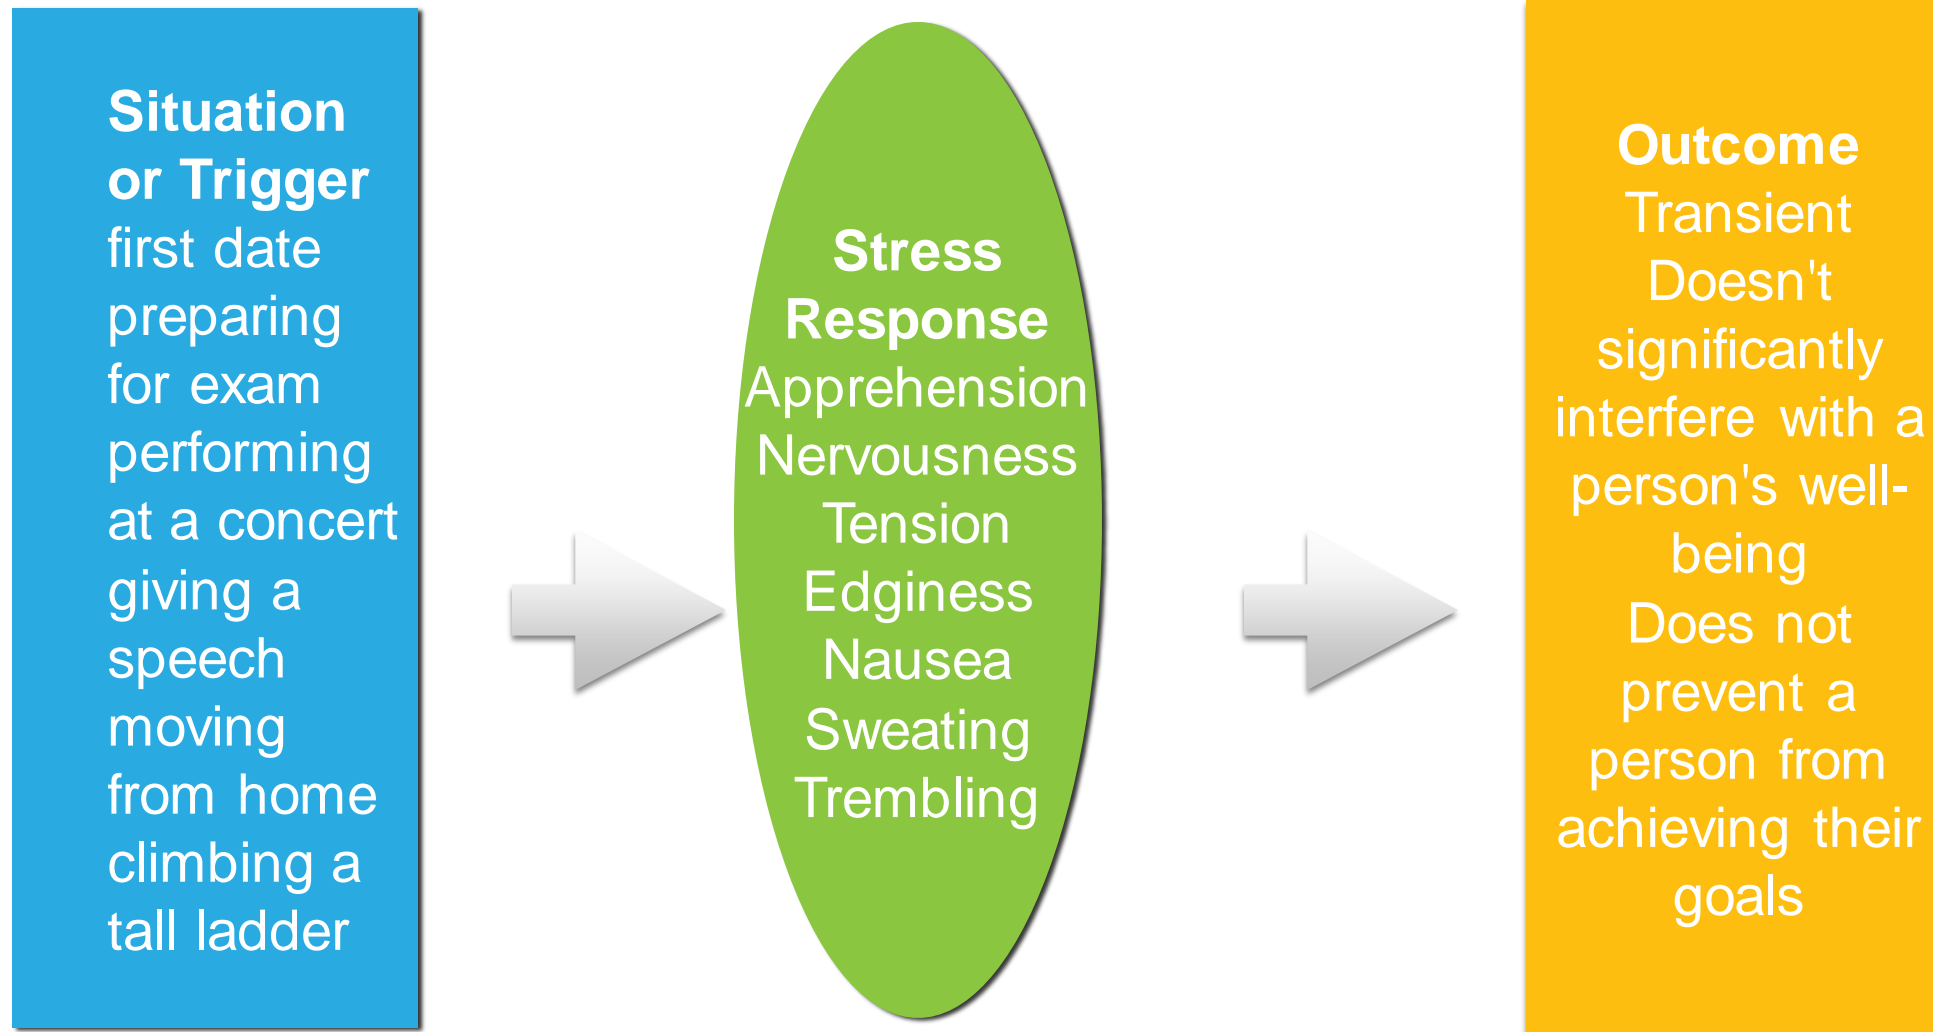 Situation
or Trigger
first date
preparing
for exam
performing
at a concert
giving a
speech
moving
from home
climbing a
tall ladder
Stress
Response
Apprehension
Nervousness
Tension
Edginess
Nausea
Sweating
Trembling
Outcome
Transient
Doesn't
significantly
interfere with a
person's well-
being
Does not
prevent a
person from
achieving their
goals